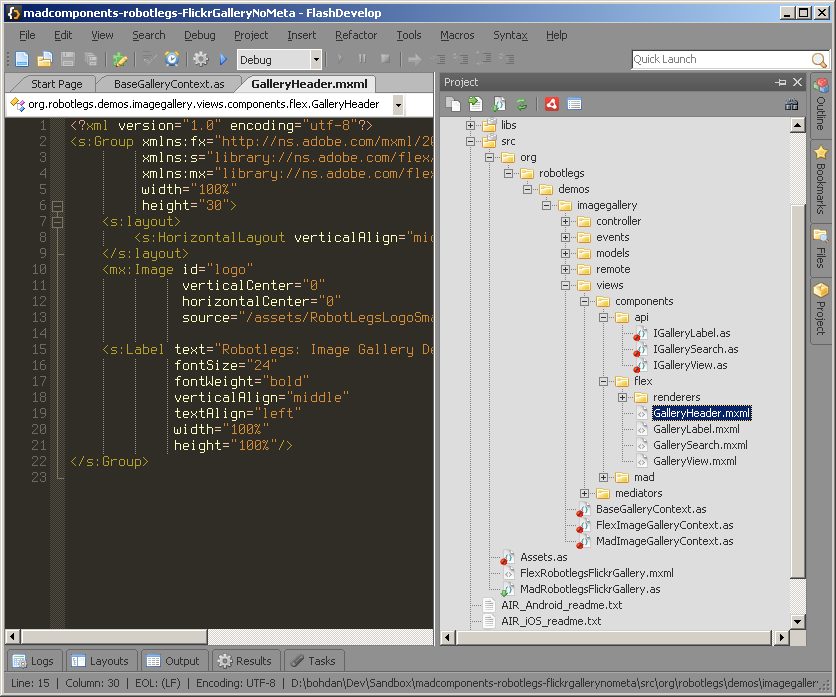 madcomponents-robotlegs-FlickrGalleryNoMeta - FlashDevelop
File Edit View Search Debug Project Insert Refactor Tools Macros Syntax Help
Debug
Quick Launch
Start Page
BaseGalleryContext.as
GalleryHeader.mxml
org.robotlegs.demos.imagegallery.views.components.flex.GalleryHeader
1 <?xml version="1.0" encoding="utf-8"?>
2 <s:Group xmlns:fx="http://ns.adobe.com/mxml/20
3 xmlns:s="library://ns.adobe.com/flex/
4 xmlns:mx="library://ns.adobe.com/flex
5 width="100%"
6 height="30">
7 <s:layout>
8 <s:HorizontalLayout verticalAlign="mid
9 </s:layout>
10 <mx:Image id="logo"
11 verticalCenter="0"
12 horizontalCenter="0"
13 source="/assets/RobotLegsLogoSma
14
15 <s:Label text="Robotlegs: Image Gallery De
16 fontSize="24"
17 fontWeight="bold"
18 verticalAlign="middle"
19 textAlign="left"
20 width="100%"
21 height="100%"/>
22 </s:Group>
23
Project
libs
src
org
robotlegs
demos
imagegallery
controller
events
models
remote
views
components
api
IGalleryLabel.as
IGallerySearch.as
IGalleryView.as
flex
renderers
GalleryHeader.mxml
GalleryLabel.mxml
GallerySearch.mxml
GalleryView.mxml
mad
mediators
BaseGalleryContext.as
FlexImageGalleryContext.as
MadImageGalleryContext.as
Assets.as
FlexRobotlegsFlickrGallery.mxml
MadRobotlegsFlickrGallery.as
AIR_Android_readme.txt
AIR_iOS_readme.txt
Outline
Bookmarks
Files
Project
Logs
Layouts
Output
Results
Tasks
Line: 15 | Column: 30 | EOL: (LF) | Encoding: UTF-8 | D:\bohdan\Dev\Sandbox\madcomponents-robotlegs-flickrgallerynometa\src\org\robotlegs\demos\imagegaller